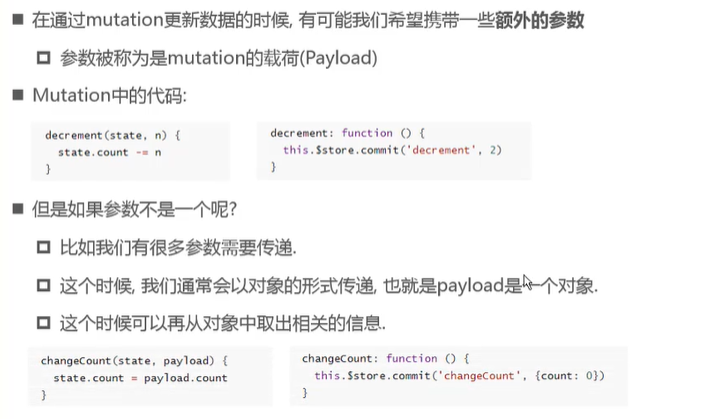 在通过mutation更新数据的时候, 有可能我们希望携带一些额外的参数
参数被称为是mutation的载荷(Payload)
Mutation中的代码:
decrement(state, n) {
  state.count -= n
}
decrement: function () {
  this.$store.commit('decrement', 2)
}
但是如果参数不是一个呢?
比如我们有很多参数需要传递.
这个时候, 我们通常会以对象的形式传递, 也就是payload是一个对象.
这个时候可以再从对象中取出相关的信息.
changeCount(state, payload) {
  state.count = payload.count
}
changeCount: function () {
  this.$store.commit('changeCount', {count: 0})
}